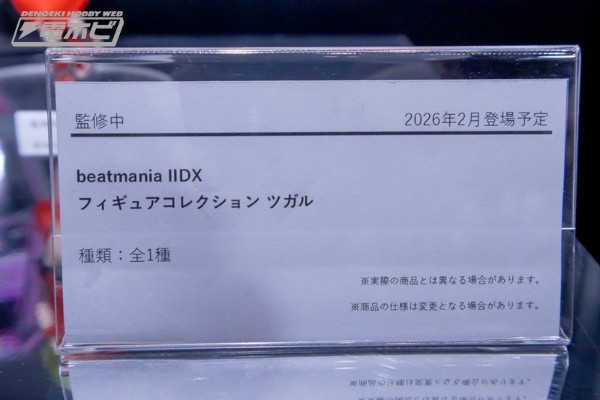 DENGEKI HOBBY WEB
電ホビ
監修中
2026年2月登場予定
beatmania IIDX
フィギュアコレクション ツガル
種類：全1種
※実際の商品とは異なる場合があります。
※商品の仕様は変更となる場合があります。